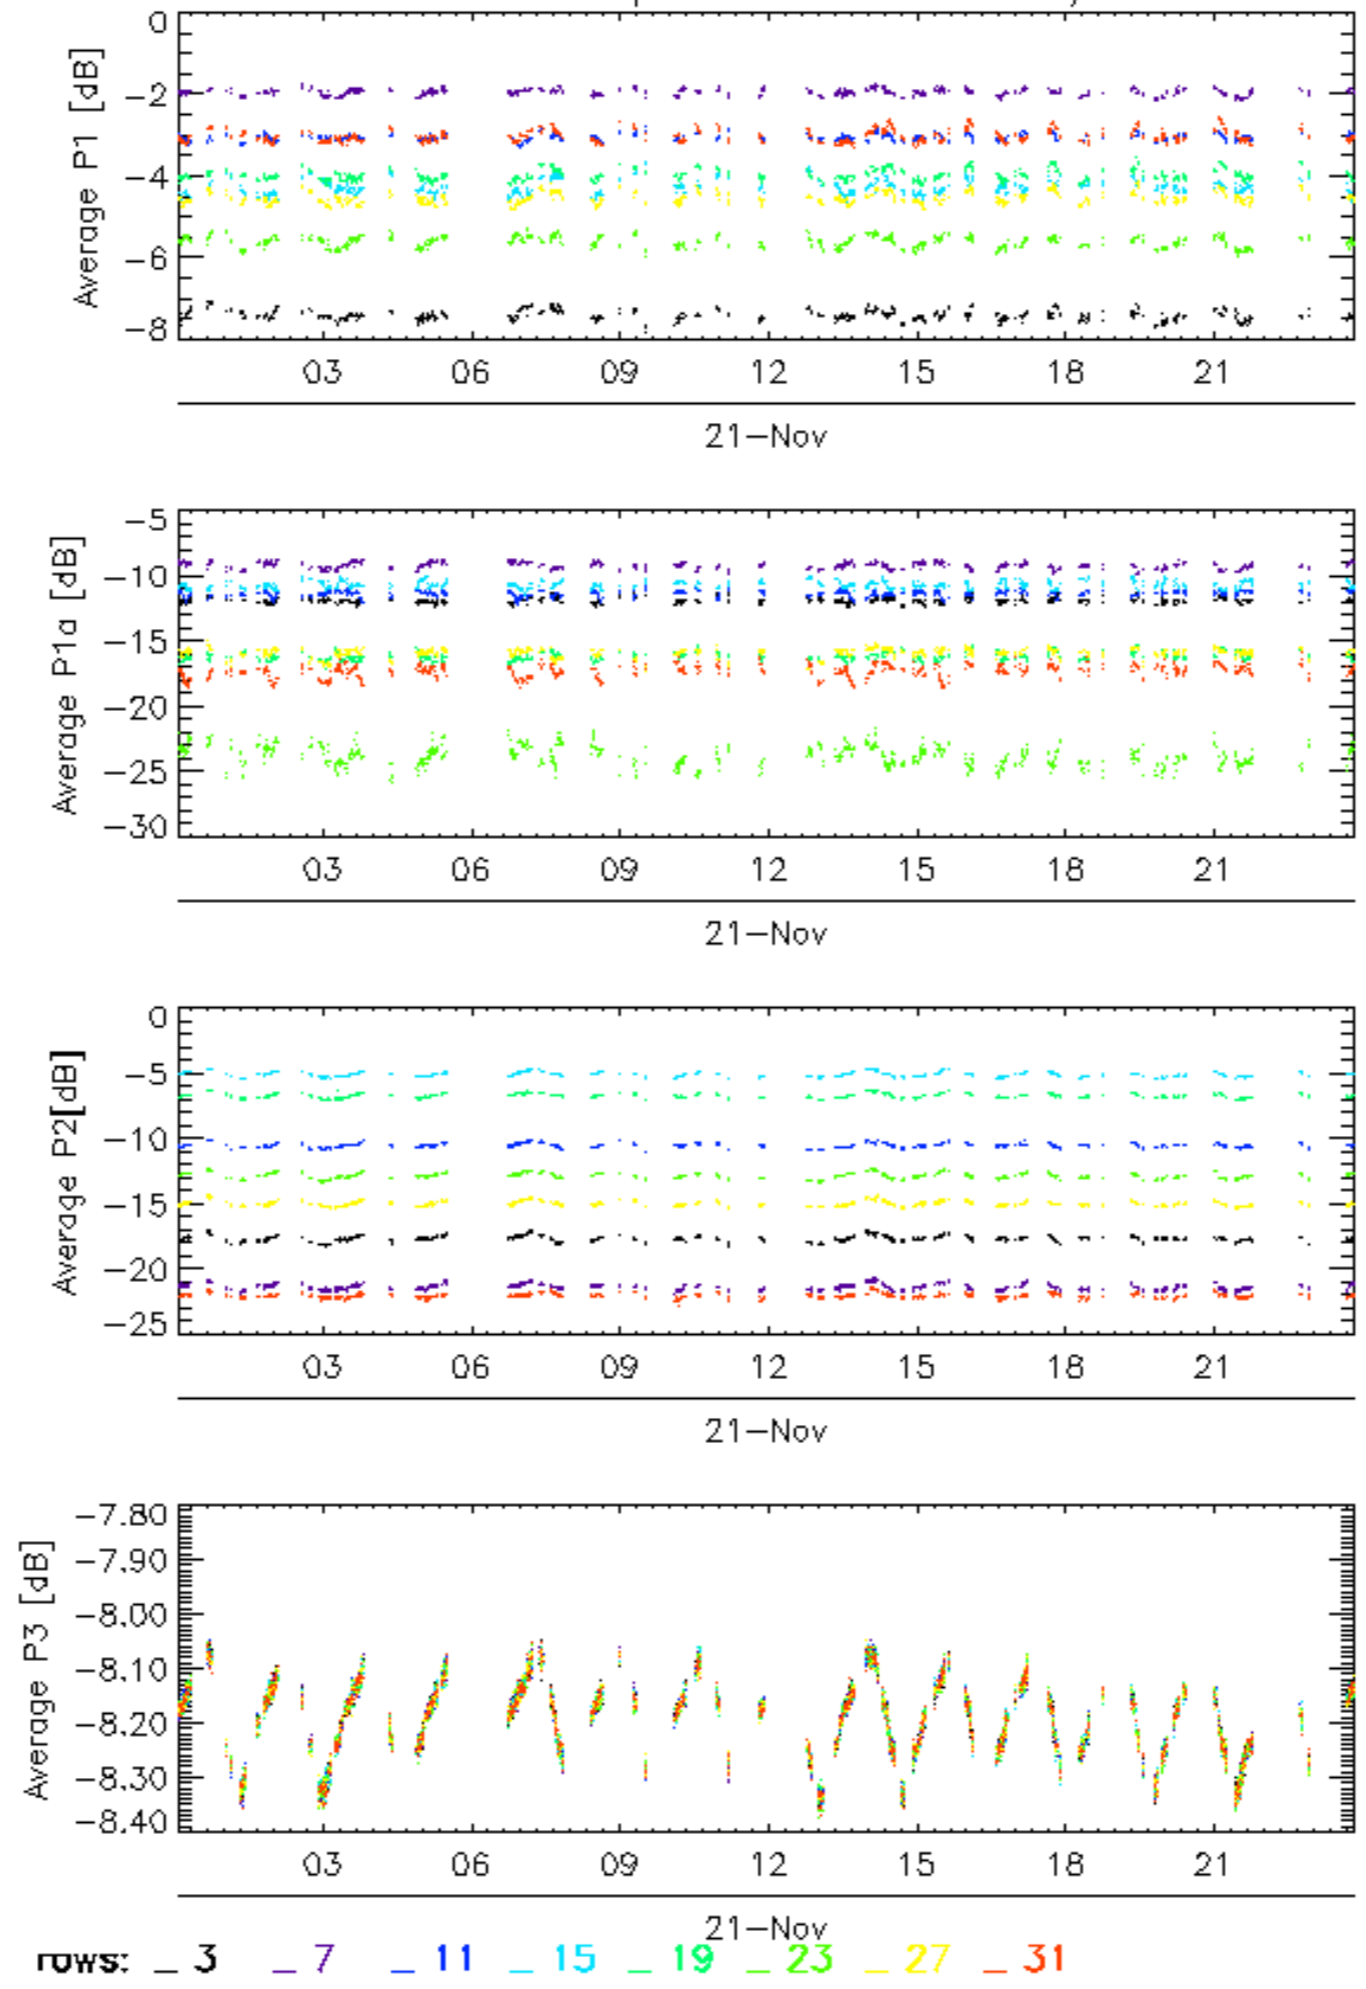 0
−2
−4
−6
−8
Average P1 [dB]
03 06 09 12 15 18 21
21−Nov
−5
−10
−15
−20
−25
−30
Average P1a [dB]
03 06 09 12 15 18 21
21−Nov
0
−5
−10
−15
−20
−25
Average P2[dB]
03 06 09 12 15 18 21
21−Nov
−7.80
−7.90
−8.00
−8.10
−8.20
−8.30
−8.40
Average P3 [dB]
03 06 09 12 15 18 21
21−Nov
rows: _ 3 _ 7 _ 11 _ 15 _ 19 _ 23 _ 27 _ 31